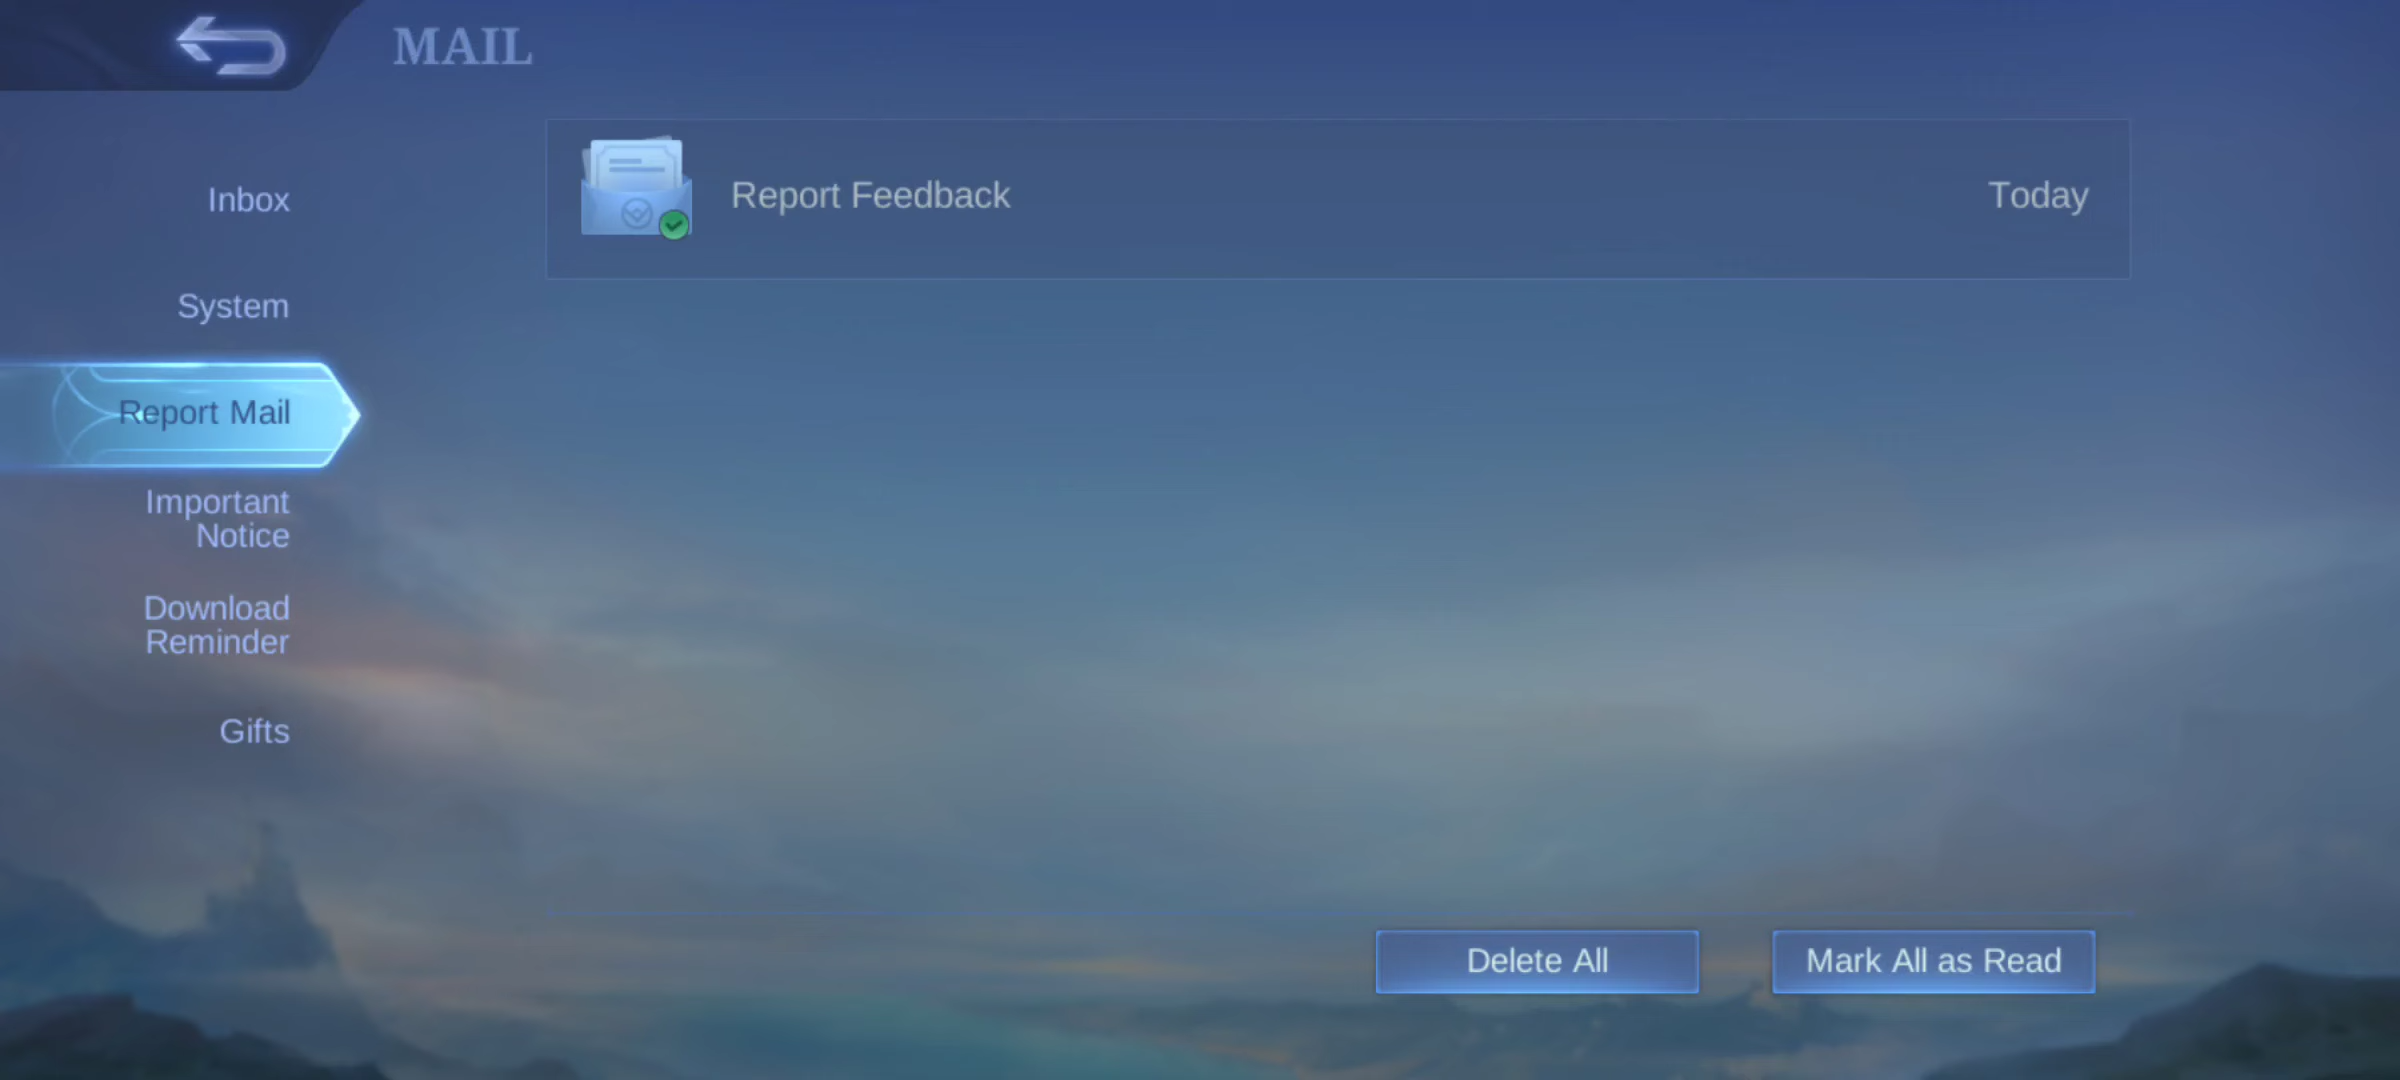 MAIL
Inbox
System
Report Mail
Important
Notice
Download
Reminder
Gifts
Report Feedback
Today
Delete All
Mark All as Read